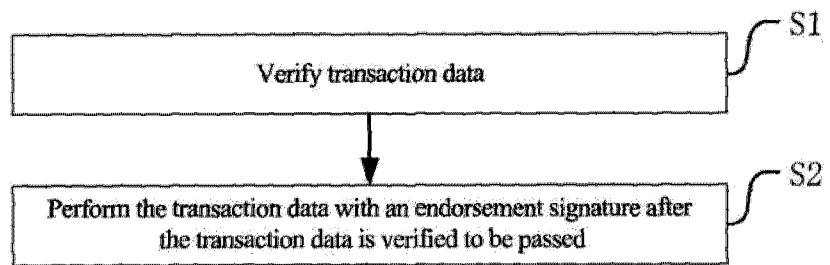 S1
Verify transaction data
S2
Perform the transaction data with an endorsement signature after
the transaction data is verified to be passed